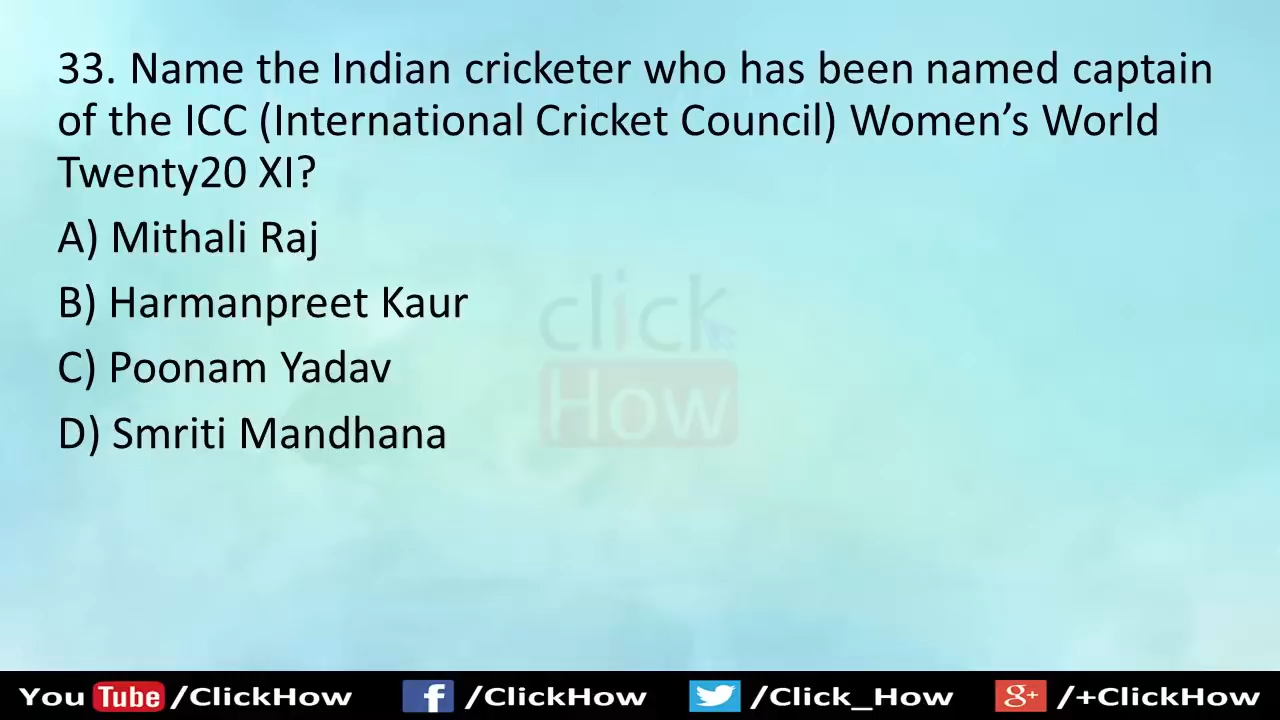 33. Name the Indian cricketer who has been named captain
of the ICC (International Cricket Council) Women’s World
Twenty20 XI?
A) Mithali Raj
B) Harmanpreet Kaur
C) Poonam Yadav
D) Smriti Mandhana
click
How
You Tube /ClickHow f /ClickHow /Click_How g+ /+ClickHow